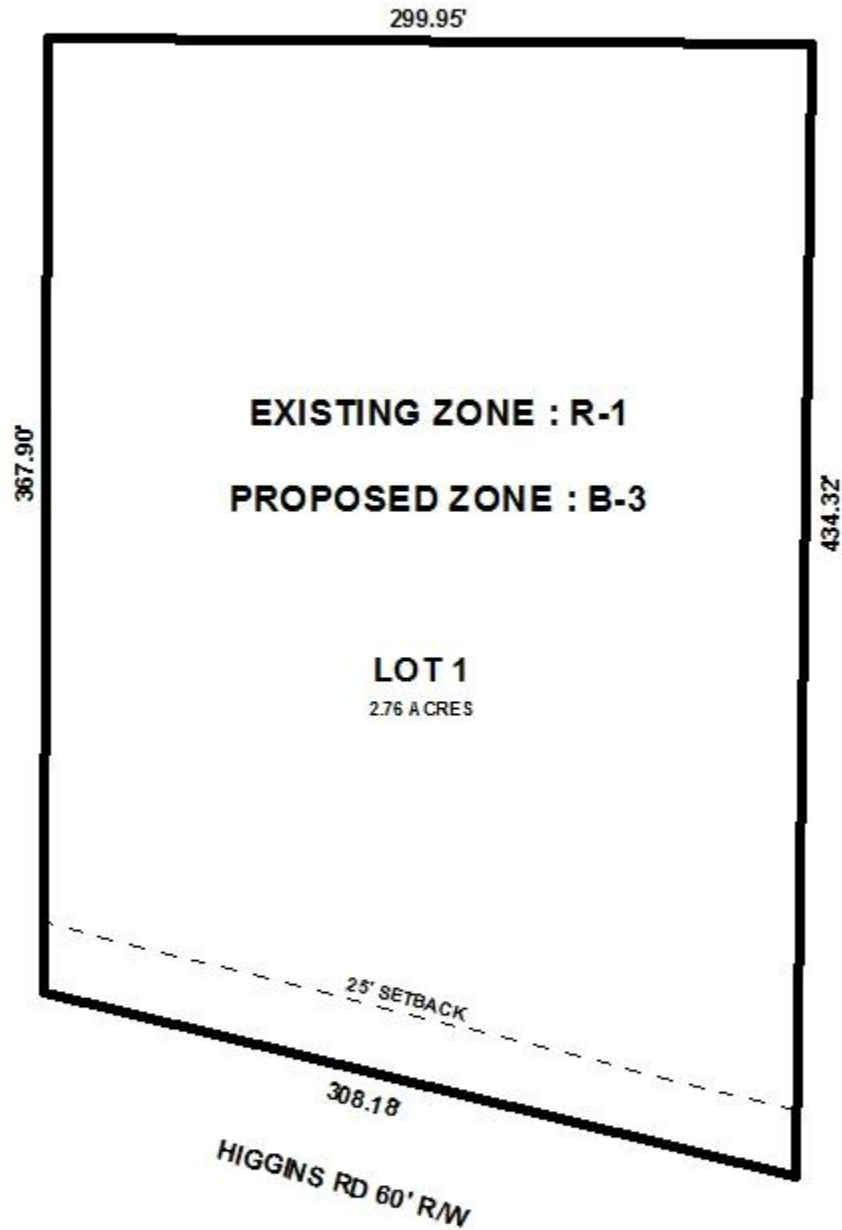 299.95'
EXISTING ZONE : R-1
367.90'
PROPOSED ZONE : B-3
434.32'
LOT 1
2.76 ACRES
25' SETBACK
308.18'
HIGGINS RD 60' R/W